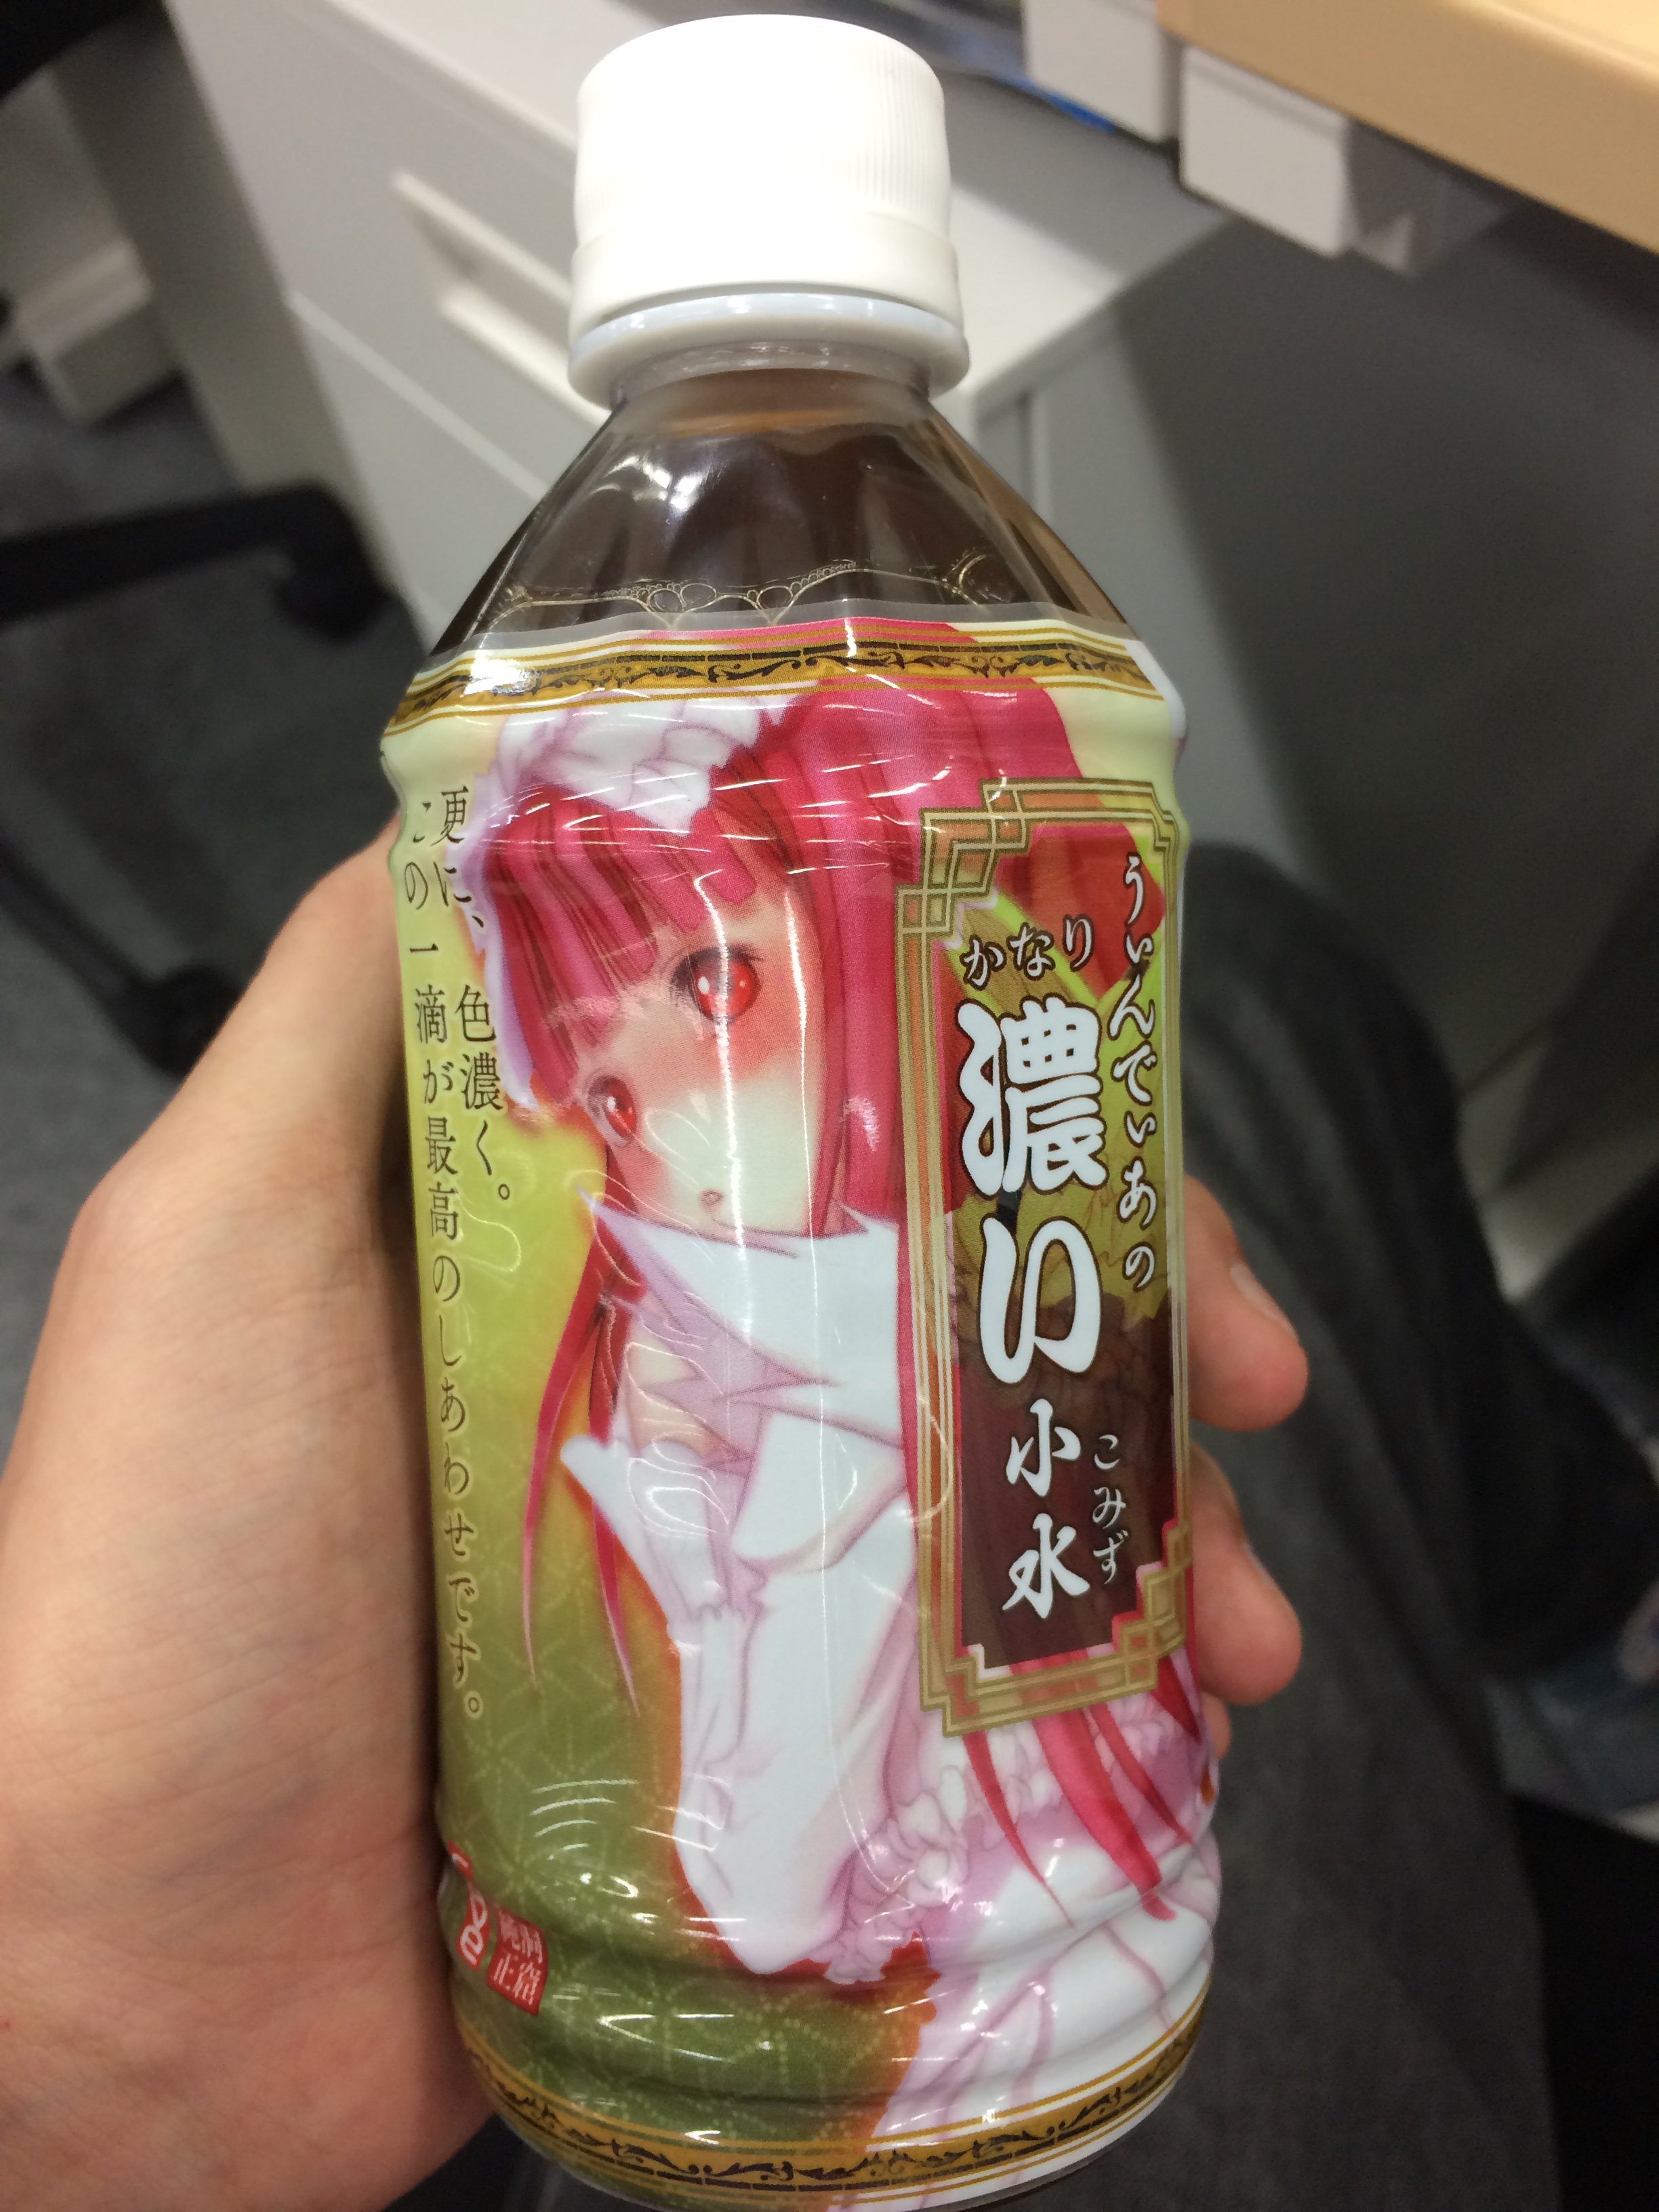 うぃんでぃあの
かなり
濃い小水
こみず
更に、色濃く。
この一滴が最高のしあわせです。